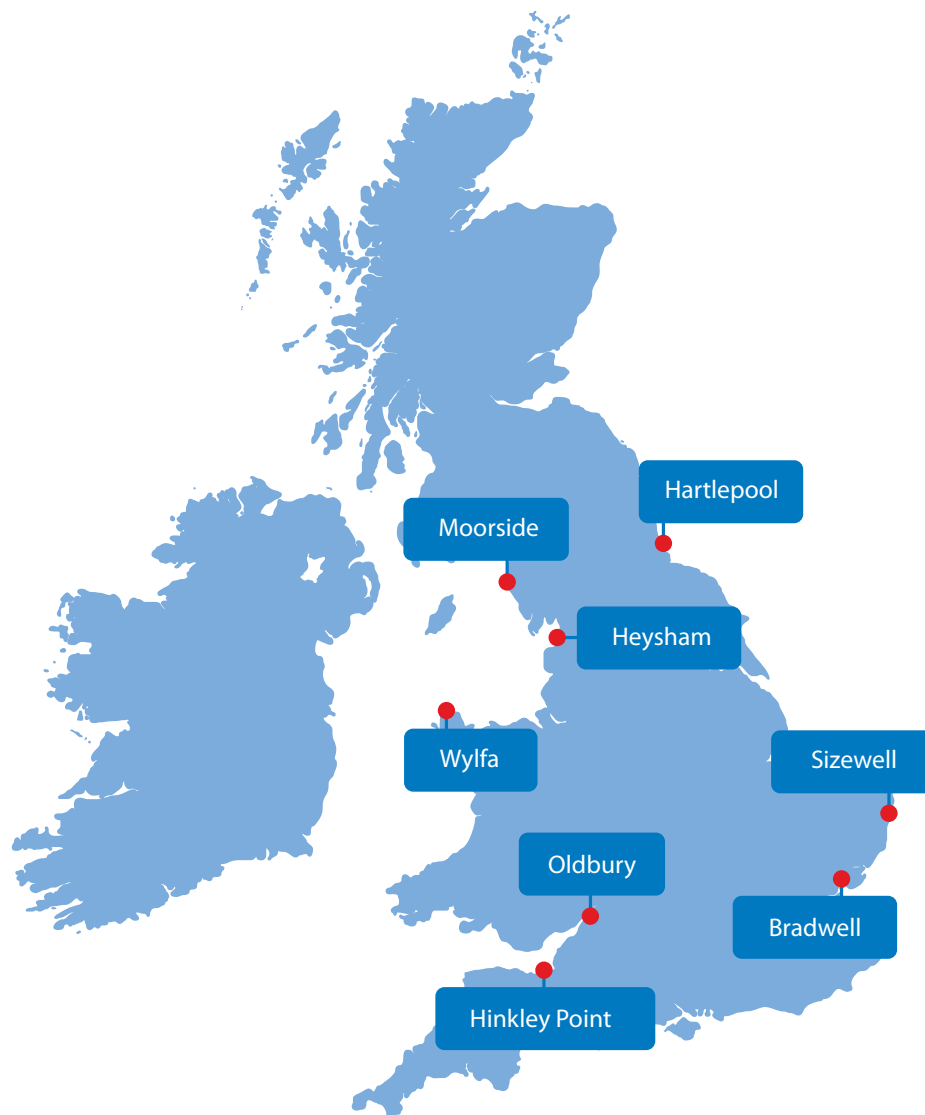 Hartlepool
Moorside
Heysham
Wylfa
Sizewell
Oldbury
Bradwell
Hinkley Point